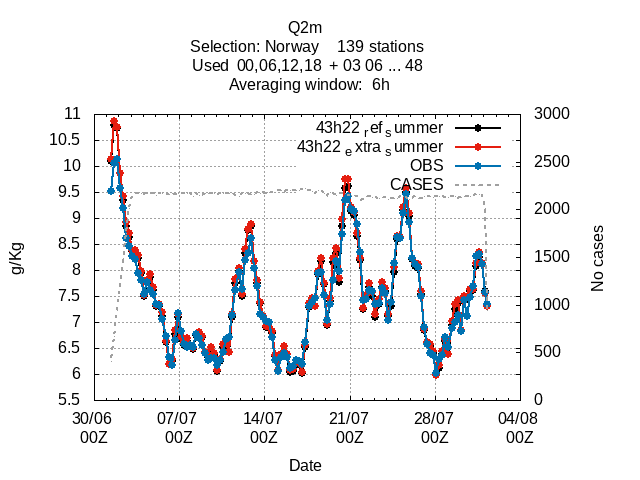 Q2m
Selection: Norway    139 stations
Used  00,06,12,18  + 03 06 ... 48
Averaging window:  6h
43h22 ref summer
43h22 extra summer
OBS
CASES
11
10.5
10
9.5
9
8.5
8
7.5
7
6.5
6
5.5
g/Kg
3000
2500
2000
1500
1000
500
0
No cases
30/06 07/07 14/07 21/07 28/07 04/08
00Z 00Z 00Z 00Z 00Z 00Z
Date